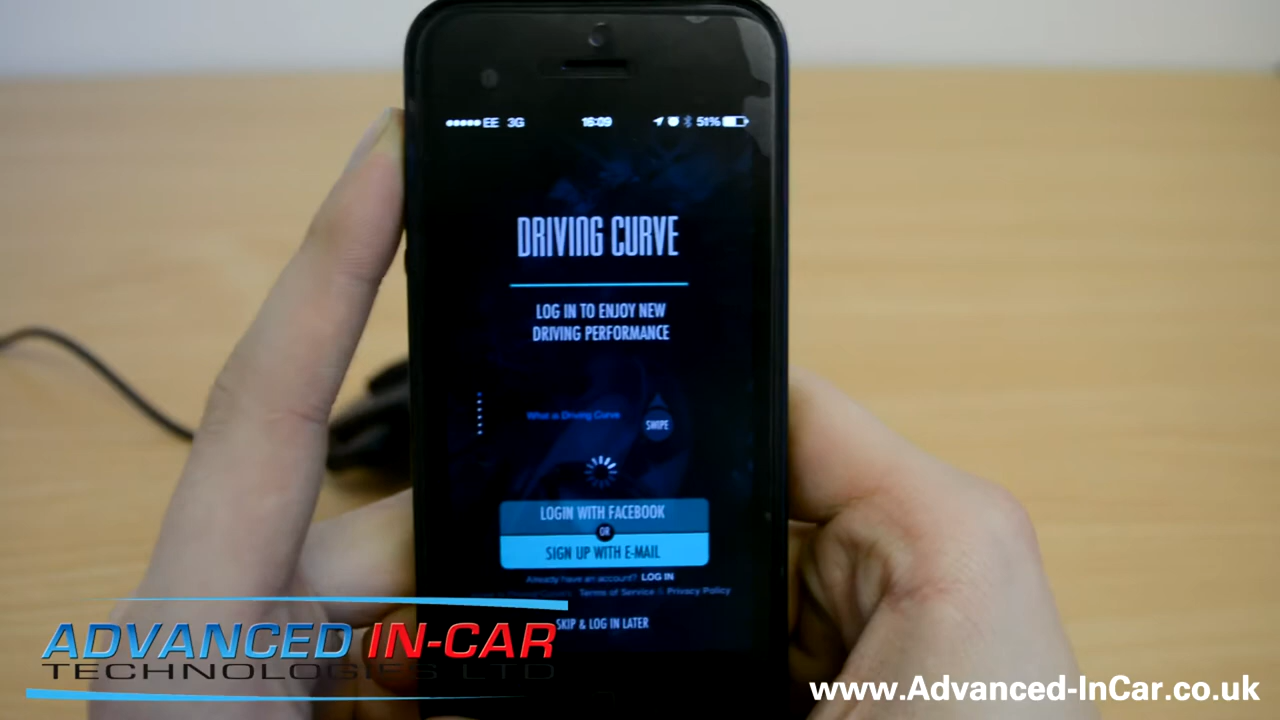 EE 3G 16:09 51%
DRIVING CURVE
LOG IN TO ENJOY NEW
DRIVING PERFORMANCE
What is Driving Curve
SWIPE
LOGIN WITH FACEBOOK
OR
SIGN UP WITH E-MAIL
Already have an account? LOG IN
Terms of Service & Privacy Policy
SKIP & LOG IN LATER
ADVANCED IN-CAR
TECHNOLOGIES LTD
www.Advanced-InCar.co.uk